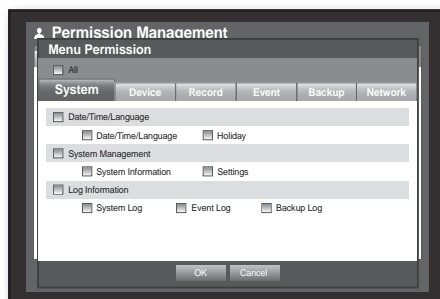 Permission Management
Menu Permission
All
System Device Record Event Backup Network
Date/Time/Language
Date/Time/Language Holiday
System Management
System Information Settings
Log Information
System Log Event Log Backup Log
OK Cancel